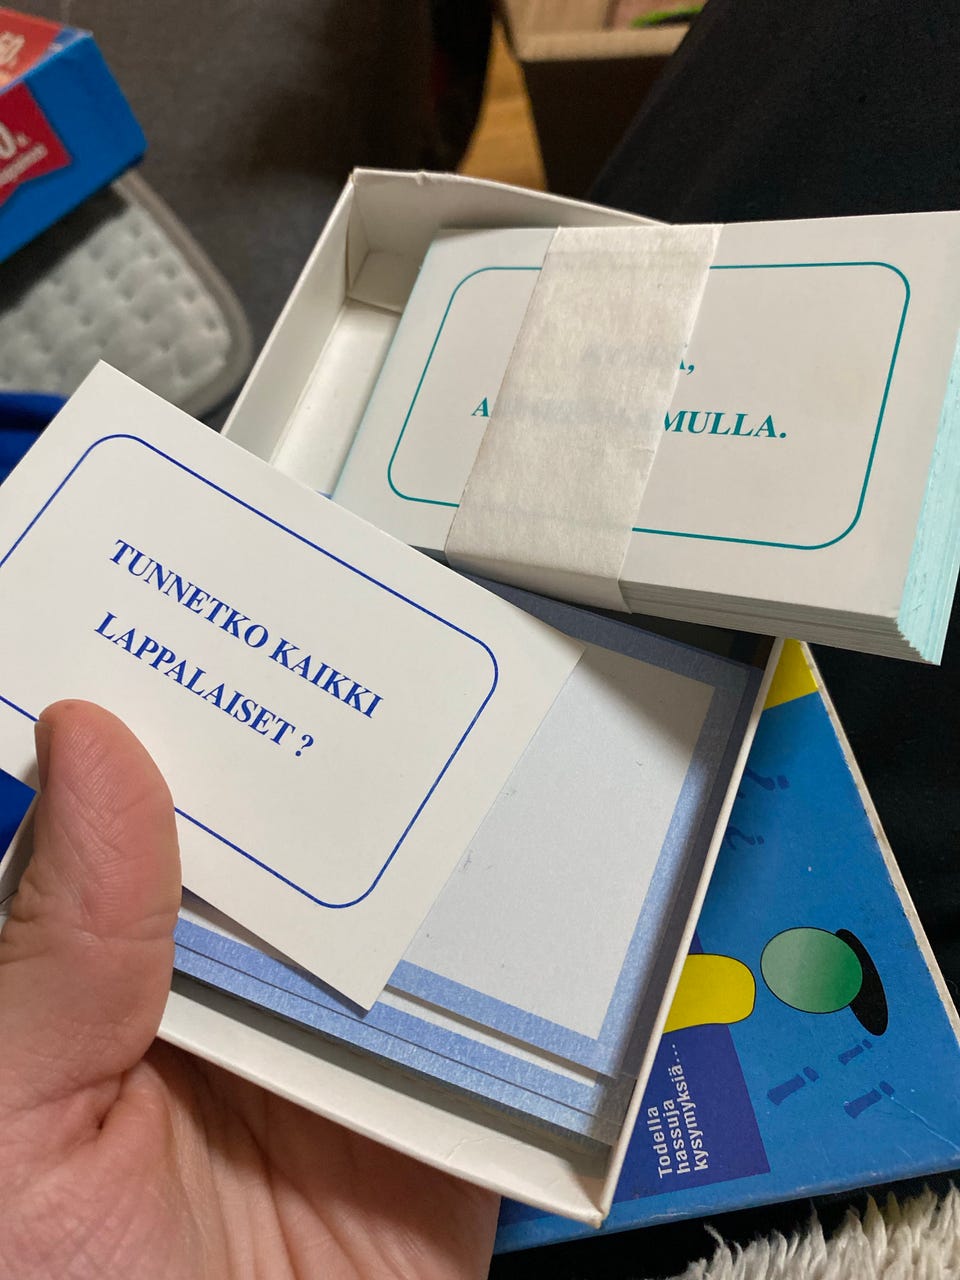 TUNNETKO KAIKKI
LAPPALAISET ?
MULLA.
Todella
hassuja
kysymyksiä...